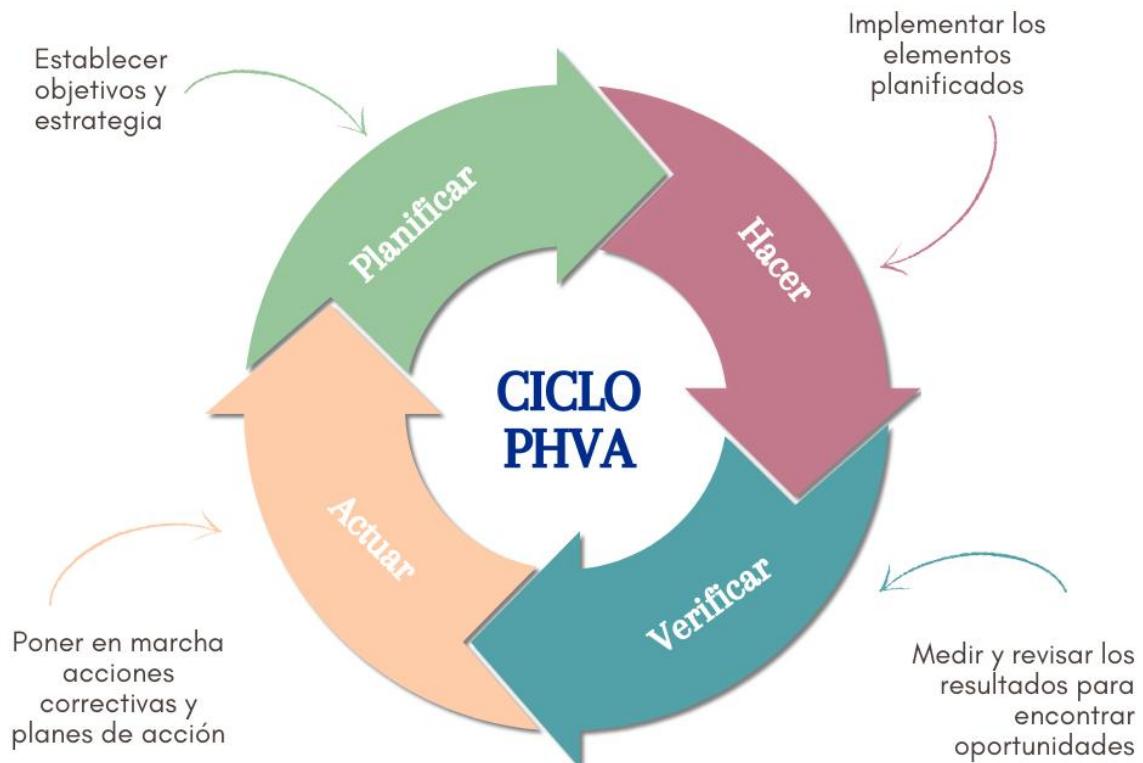 Establecer
objetivos y
estrategia
Implementar los
elementos
planificados
Planificar
Hacer
CICLO
PHVA
Actuar
Verificar
Poner en marcha
acciones
correctivas y
planes de acción
Medir y revisar los
resultados para
encontrar
oportunidades